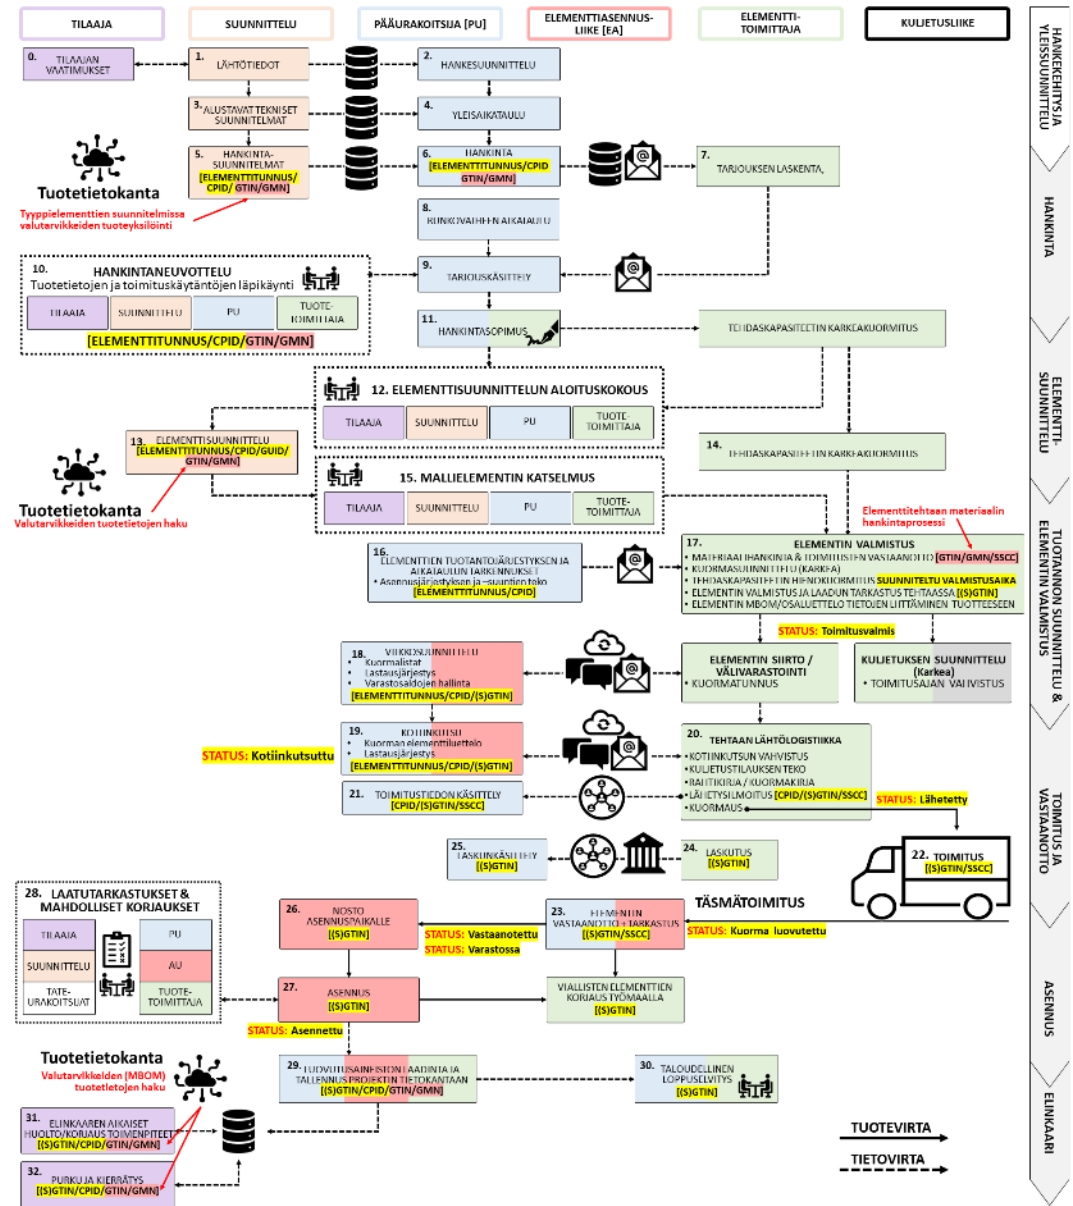 TILAAJA
SUUNNITTELU
PÄÄURAKOITSIJA [PU]
ELEMENTTIASENNUS-
LIIKE [EA]
ELEMENTTI-
TOIMITTAJA
KULJETUSLIIKE
HANKEKEHITYS JA
YLEISSUUNNITTELU
0. TILAAJAN
VAATIMUKSET
1.
LÄHTÖTIEDOT
2.
HANKESUUNNITTELU
3. ALUSTAVAT TEKNISET
SUUNNITELMAT
4.
YLEISAIKATAULU
5. HANKINTA-
SUUNNITELMAT
[ELEMENTTITUNNUS/
CPID/ GTIN/GMN]
6. HANKINTA
[ELEMENTTITUNNUS/CPID
GTIN/GMN]
7.
TARJOUKSEN LASKENTA,
Tuotetietokanta
Tyyppielementtien suunnitelmissa
valutarvikkeiden tuoteyksilöinti
HANKINTA
8.
RUNKOVAIHEEN AIKATAULU
9.
TARJOUSKÄSITTELY
10.
HANKINTANEUVOTTELU
Tuotetietojen ja toimituskäytäntöjen läpikäynti
TILAAJA
SUUNNITTELU
PU
TUOTE-
TOIMITTAJA
[ELEMENTTITUNNUS/CPID/GTIN/GMN]
11.
HANKINTASOPIMUS
TEHDASKAPASITEETIN KARKEAKUORMITUS
ELEMENTTI-
SUUNNITTELU
12. ELEMENTTISUUNNITTELUN ALOITUSKOKOUS
TILAAJA
SUUNNITTELU
PU
TUOTE-
TOIMITTAJA
13. ELEMENTTISUUNNITTELU
[ELEMENTTITUNNUS/CPID/GUID/
GTIN/GMN]
14.
TEHDASKAPASITEETIN KARKEAKUORMITUS
Tuotetietokanta
Valutarvikkeiden tuotetietojen haku
15. MALLIELEMENTIN KATSELMUS
TILAAJA
SUUNNITTELU
PU
TUOTE-
TOIMITTAJA
Elementtitehtaan materiaalin
hankintaprosessi
TUOTANNON SUUNNITTELU &
ELEMENTIN VALMISTUS
16.
ELEMENTTIEN TUOTANTOJÄRJESTYKSEN JA
AIKATAULUN TARKENNUKSET
• Asennusjärjestyksen ja –suuntien teko
[ELEMENTTITUNNUS/CPID]
17.
ELEMENTIN VALMISTUS
• MATERIAALIHANKINTA & TOIMITUSTEN VASTAANOTTO [GTIN/GMN/SSCC]
• KUORMASUUNNITTELU (KARKEA)
• TEHDASKAPASITEETIN HIENOKUORMITUS SUUNNITELTU VALMISTUSAIKA
• ELEMENTIN VALMISTUS JA LAADUN TARKASTUS TEHTAASSA [(S)GTIN]
• ELEMENTIN MBOM/OSALUETTELO TIETOJEN LIITTÄMINEN TUOTTEESEEN
STATUS: Toimitusvalmis
18. VIIKKOSUUNNITTELU
• Kuormalistat
• Lastausjärjestys
• Varastosaldojen hallinta
[ELEMENTTITUNNUS/CPID/(S)GTIN]
ELEMENTIN SIIRTO /
VÄLIVARASTOINTI
• KUORMATUNNUS
KULJETUKSEN SUUNNITTELU
(Karkea)
• TOIMITUSAJAN VAHVISTUS
19. KOTIINKUTSU
• Kuorman elementtiluettelo
• Lastausjärjestys
[ELEMENTTITUNNUS/CPID/(S)GTIN]
STATUS: Kotiinkutsuttu
20. TEHTAAN LÄHTÖLOGISTIIKKA
• KOTIINKUTSUN VAHVISTUS
• KULJETUSTILAUKSEN TEKO
• RAHTIKIRJA / KUORMAKIRJA
• LÄHETYSILMOITUS [CPID/(S)GTIN/SSCC]
• KUORMAUS
STATUS: Lähetetty
TOIMITUS JA
VASTAANOTTO
21. TOIMITUSTIEDON KÄSITTELY
[CPID/(S)GTIN/SSCC]
22. TOIMITUS
[(S)GTIN/SSCC]
25.
LASKUNKÄSITTELY
[(S)GTIN]
24.
LASKUTUS
[(S)GTIN]
TÄSMÄTOIMITUS
23. ELEMENTIN
VASTAANOTTO + TARKASTUS
[(S)GTIN/SSCC]
STATUS: Kuorma luovutettu
26. NOSTO
ASENNUSPAIKALLE
[(S)GTIN]
STATUS: Vastaanotettu
STATUS: Varastossa
28. LAATUTARKASTUKSET &
MAHDOLLISET KORJAUKSET
TILAAJA
PU
SUUNNITTELU
AU
TATE-
URAKOITSIJAT
TUOTE-
TOIMITTAJA
ASENNUS
27.
ASENNUS
[(S)GTIN]
VIALLISTEN ELEMENTTIEN
KORJAUS TYÖMAALLA
[(S)GTIN]
STATUS: Asennettu
Tuotetietokanta
Valutarvikkeiden (MBOM)
tuotetietojen haku
29. LUOVUTUSAINEISTON LAADINTA JA
TALLENNUS PROJEKTIN TIETOKANTAAN
[(S)GTIN/CPID/GTIN/GMN]
30. TALOUDELLINEN
LOPPUSELVITYS
[(S)GTIN]
ELINKAARI
31.
ELINKAAREN AIKAISET
HUOLTO/KORJAUS TOIMENPITEET
[(S)GTIN/CPID/GTIN/GMN]
32.
PURKU JA KIERRÄTYS
[(S)GTIN/CPID/GTIN/GMN]
TUOTEVIRTA
TIETOVIRTA